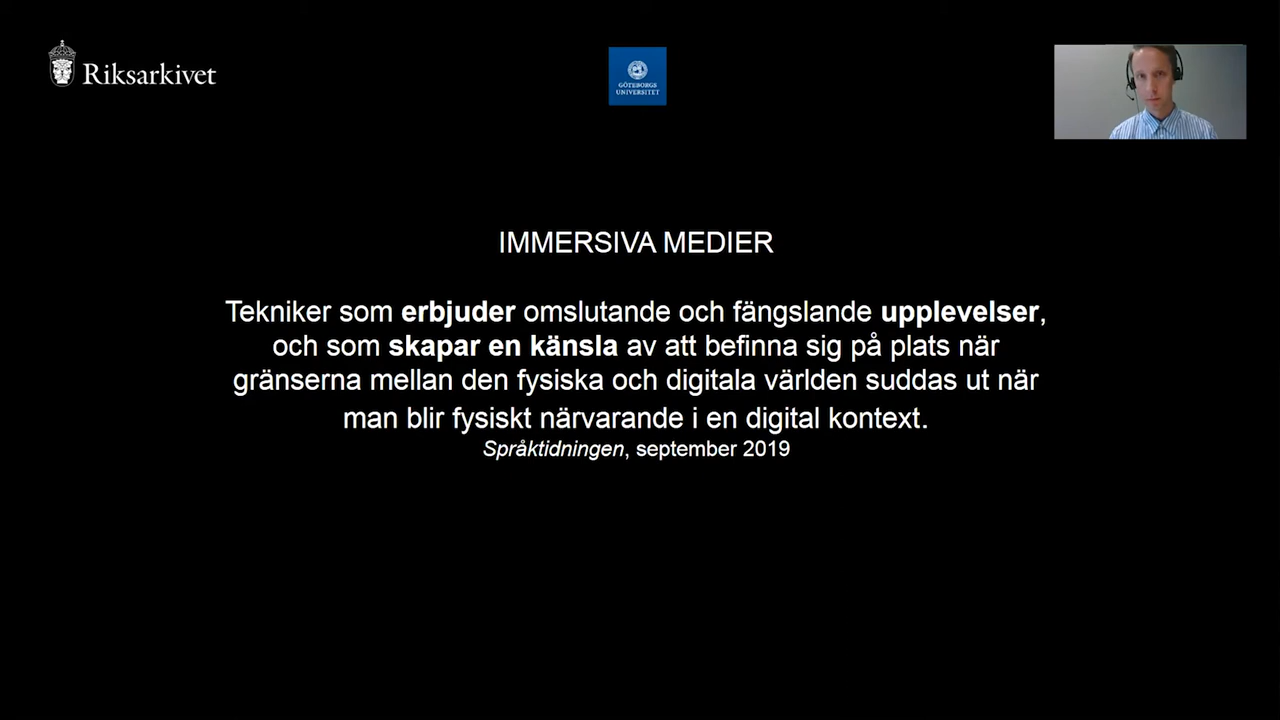 Riksarkivet
GÖTEBORGS
UNIVERSITET
IMMERSIVA MEDIER
Tekniker som erbjuder omslutande och fängslande upplevelser,
och som skapar en känsla av att befinna sig på plats när
gränserna mellan den fysiska och digitala världen suddas ut när
man blir fysiskt närvarande i en digital kontext.
Språktidningen, september 2019